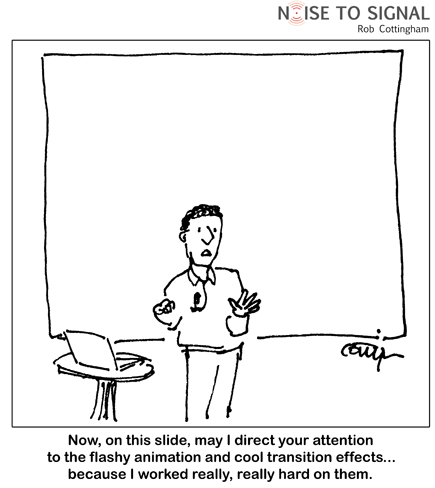 NOISE TO SIGNAL
Rob Cottingham
Now, on this slide, may I direct your attention
to the flashy animation and cool transition effects...
because I worked really, really hard on them.